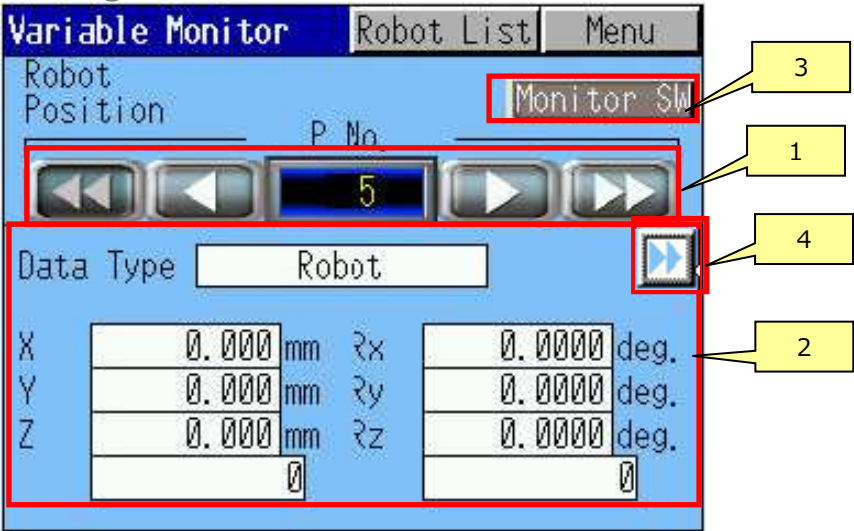 Variable Monitor Robot List Menu
Robot
Position
Monitor SW
3
P No.
1
5
4
Data Type Robot
X 0.000 mm Rx 0.0000 deg.
2
Y 0.000 mm Ry 0.0000 deg.
Z 0.000 mm Rz 0.0000 deg.
0 0